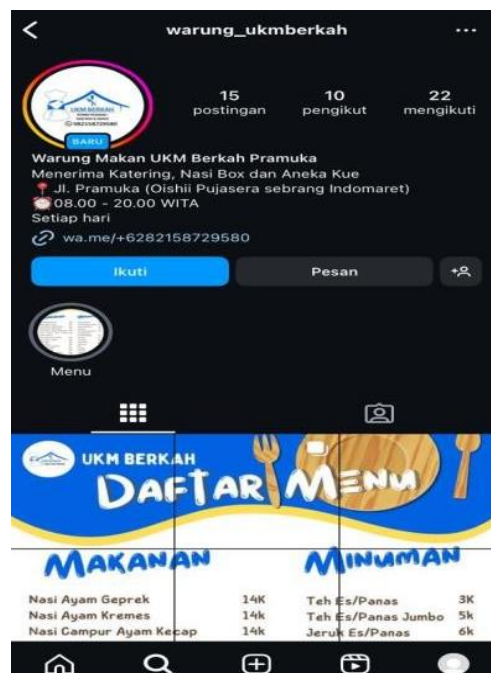 warung_ukmberkah
UKM BERKAH
BARU
15 10 22
postingan pengikut mengikuti
Warung Makan UKM Berkah Pramuka
Menerima Katering, Nasi Box dan Aneka Kue
Jl. Pramuka (Oishii Pujasera sebrang Indomaret)
08.00 - 20.00 WITA
Setiap hari
wa.me/+6282158729580
Ikuti Pesan
Menu
UKM BERKAH
DAFTAR MENU
MAKANAN
Nasi Ayam Geprek 14K
Nasi Ayam Kremes 14k
Nasi Campur Ayam Kecap 14k
MINUMAN
Teh Es/Panas 3K
Teh Es/Panas Jumbo 5k
Jeruk Es/Panas 6k